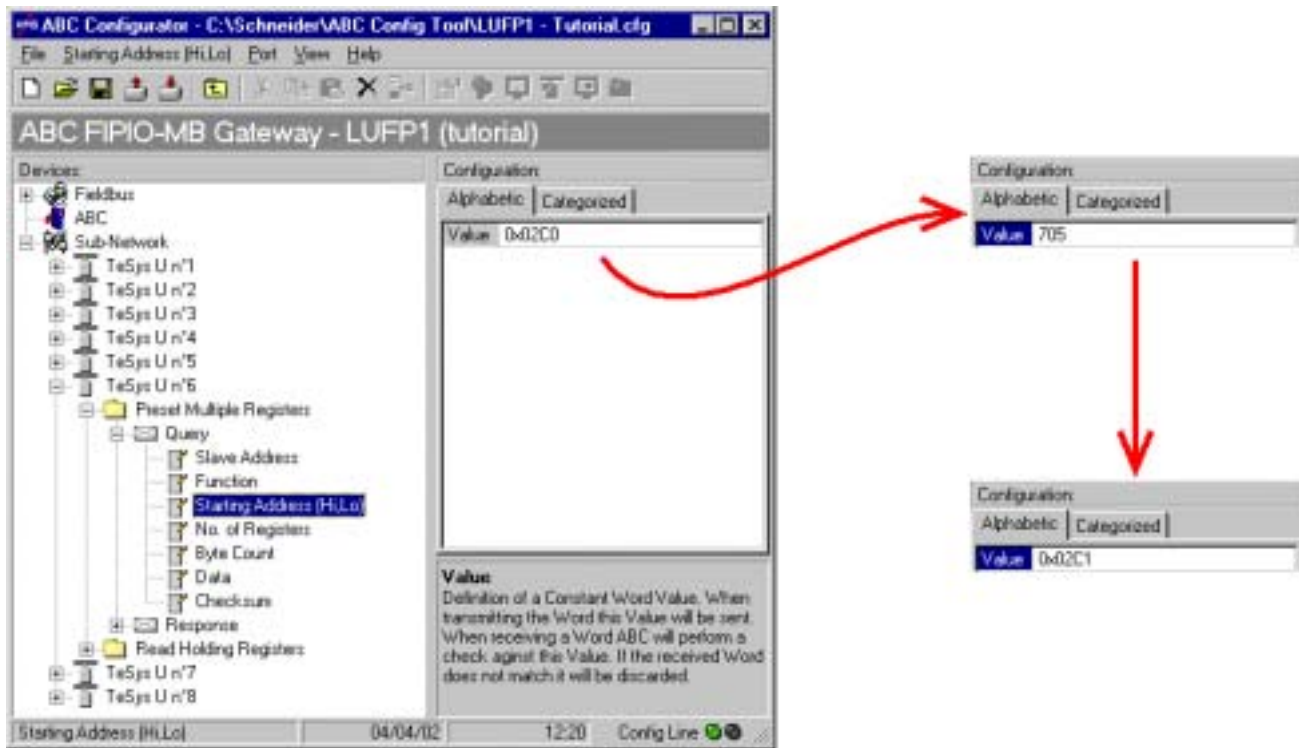 ABC Configurator - C:\Schneider\ABC Config Tool\LUFP1 - Tutorial.cfg
File Starting Address (Hi,Lo) Port View Help
ABC FIPIO-MB Gateway - LUFP1 (tutorial)
Devices:
Fieldbus
ABC
Sub-Network
TeSys U n°1
TeSys U n°2
TeSys U n°3
TeSys U n°4
TeSys U n°5
TeSys U n°6
Preset Multiple Registers
Query
Slave Address
Function
Starting Address (Hi,Lo)
No. of Registers
Byte Count
Data
Checksum
Response
Read Holding Registers
TeSys U n°7
TeSys U n°8
Configuration:
Alphabetic Categorized
Value 0x02C0
Value
Definition of a Constant Word Value. When
transmitting the Word this Value will be sent.
When receiving a Word ABC will perform a
check aginst this Value. If the received Word
does not match it will be discarded.
Starting Address (Hi,Lo) 04/04/02 12:20 Config Line
Configuration:
Alphabetic Categorized
Value 705
Configuration:
Alphabetic Categorized
Value 0x02C1